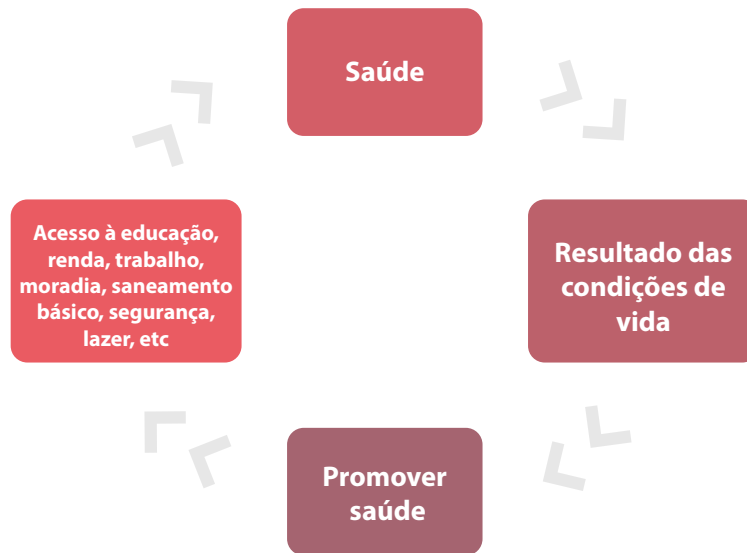 Saúde
Resultado das
condições de
vida
Promover
saúde
Acesso à educação,
renda, trabalho,
moradia, saneamento
básico, segurança,
lazer, etc